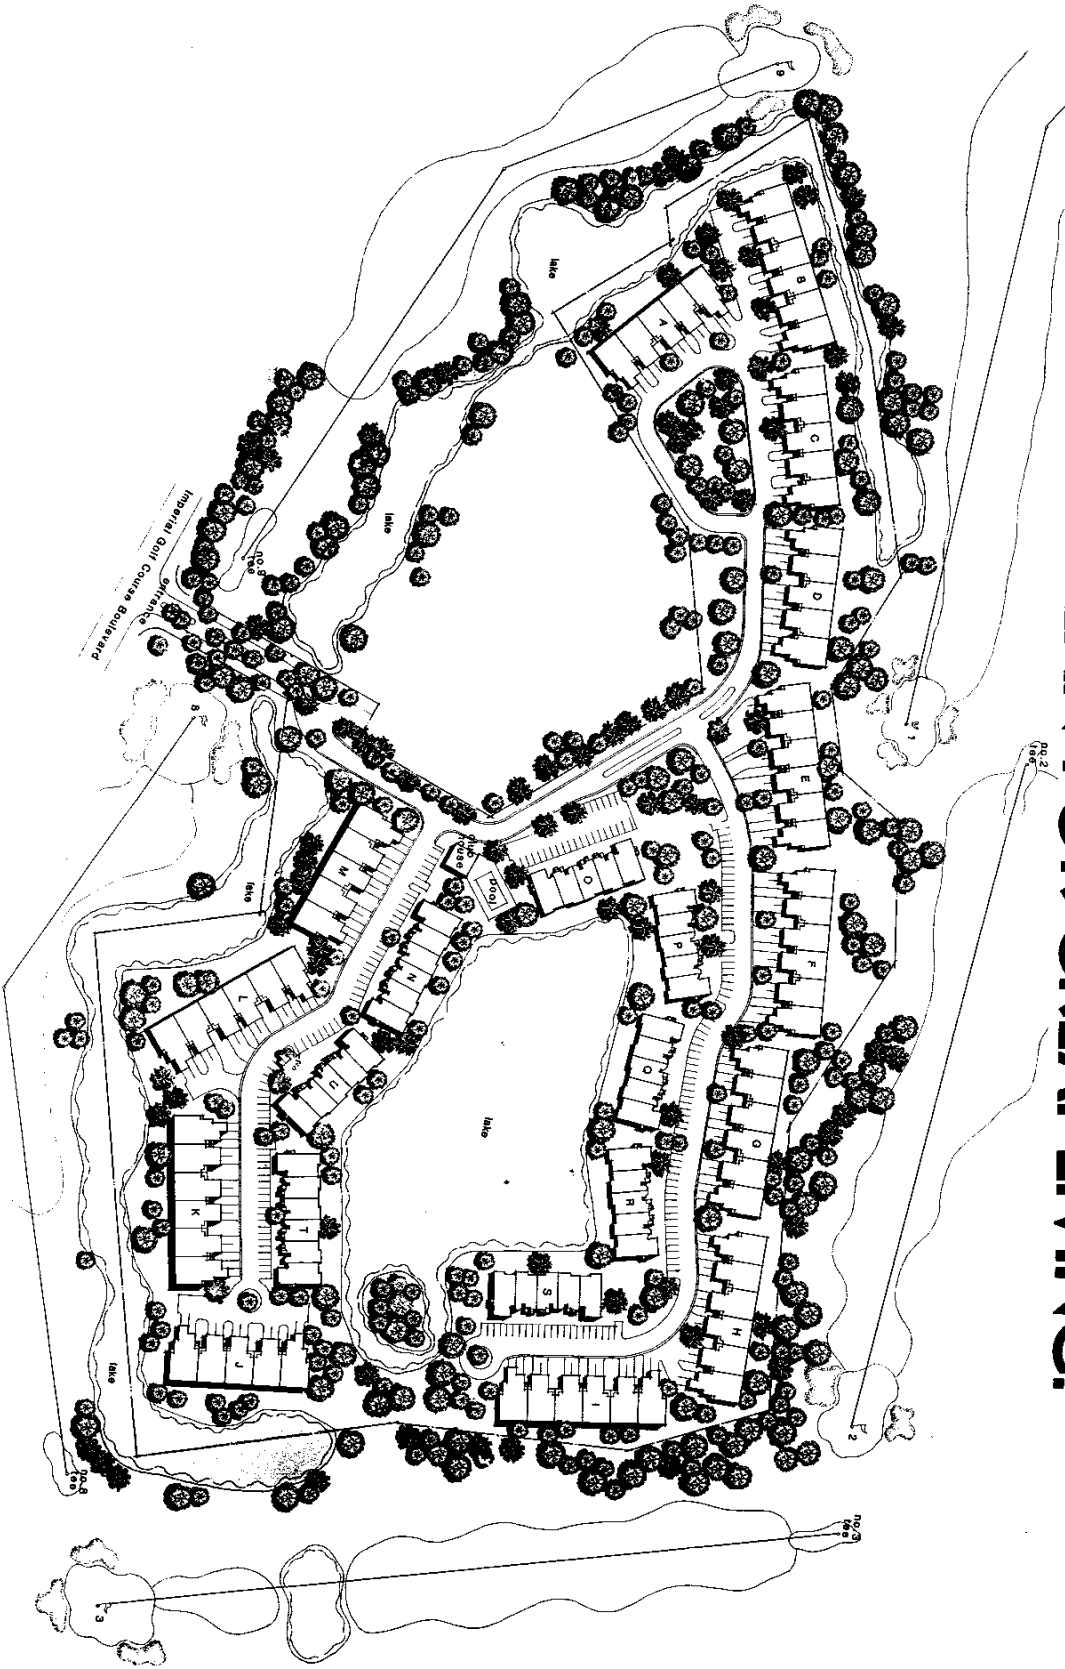 9
lake
B
A
C
lake
Imperial Golf Course Boulevard
entrance
no.9
tee
D
8
1
no.2
tee
E
M
club
house
Pool
O
lake
P
F
N
L
Q
U
G
lake
K
T
R
S
H
J
I
lake
2
no.8
tee
no.3
tee
3